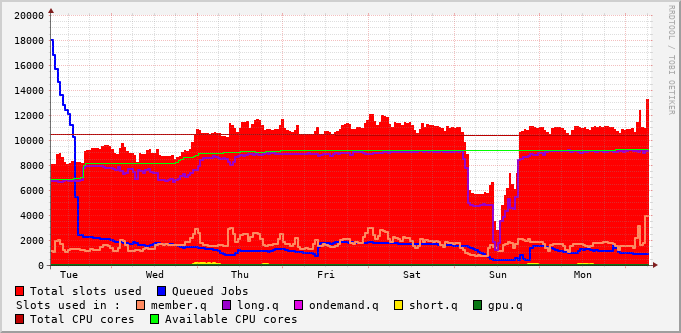 RRDTOOL / TOBI OETIKER
20000
18000
16000
14000
12000
10000
8000
6000
4000
2000
0
Tue Wed Thu Fri Sat Sun Mon
Total slots used Queued Jobs
Slots used in : member.q long.q ondemand.q short.q gpu.q
Total CPU cores Available CPU cores